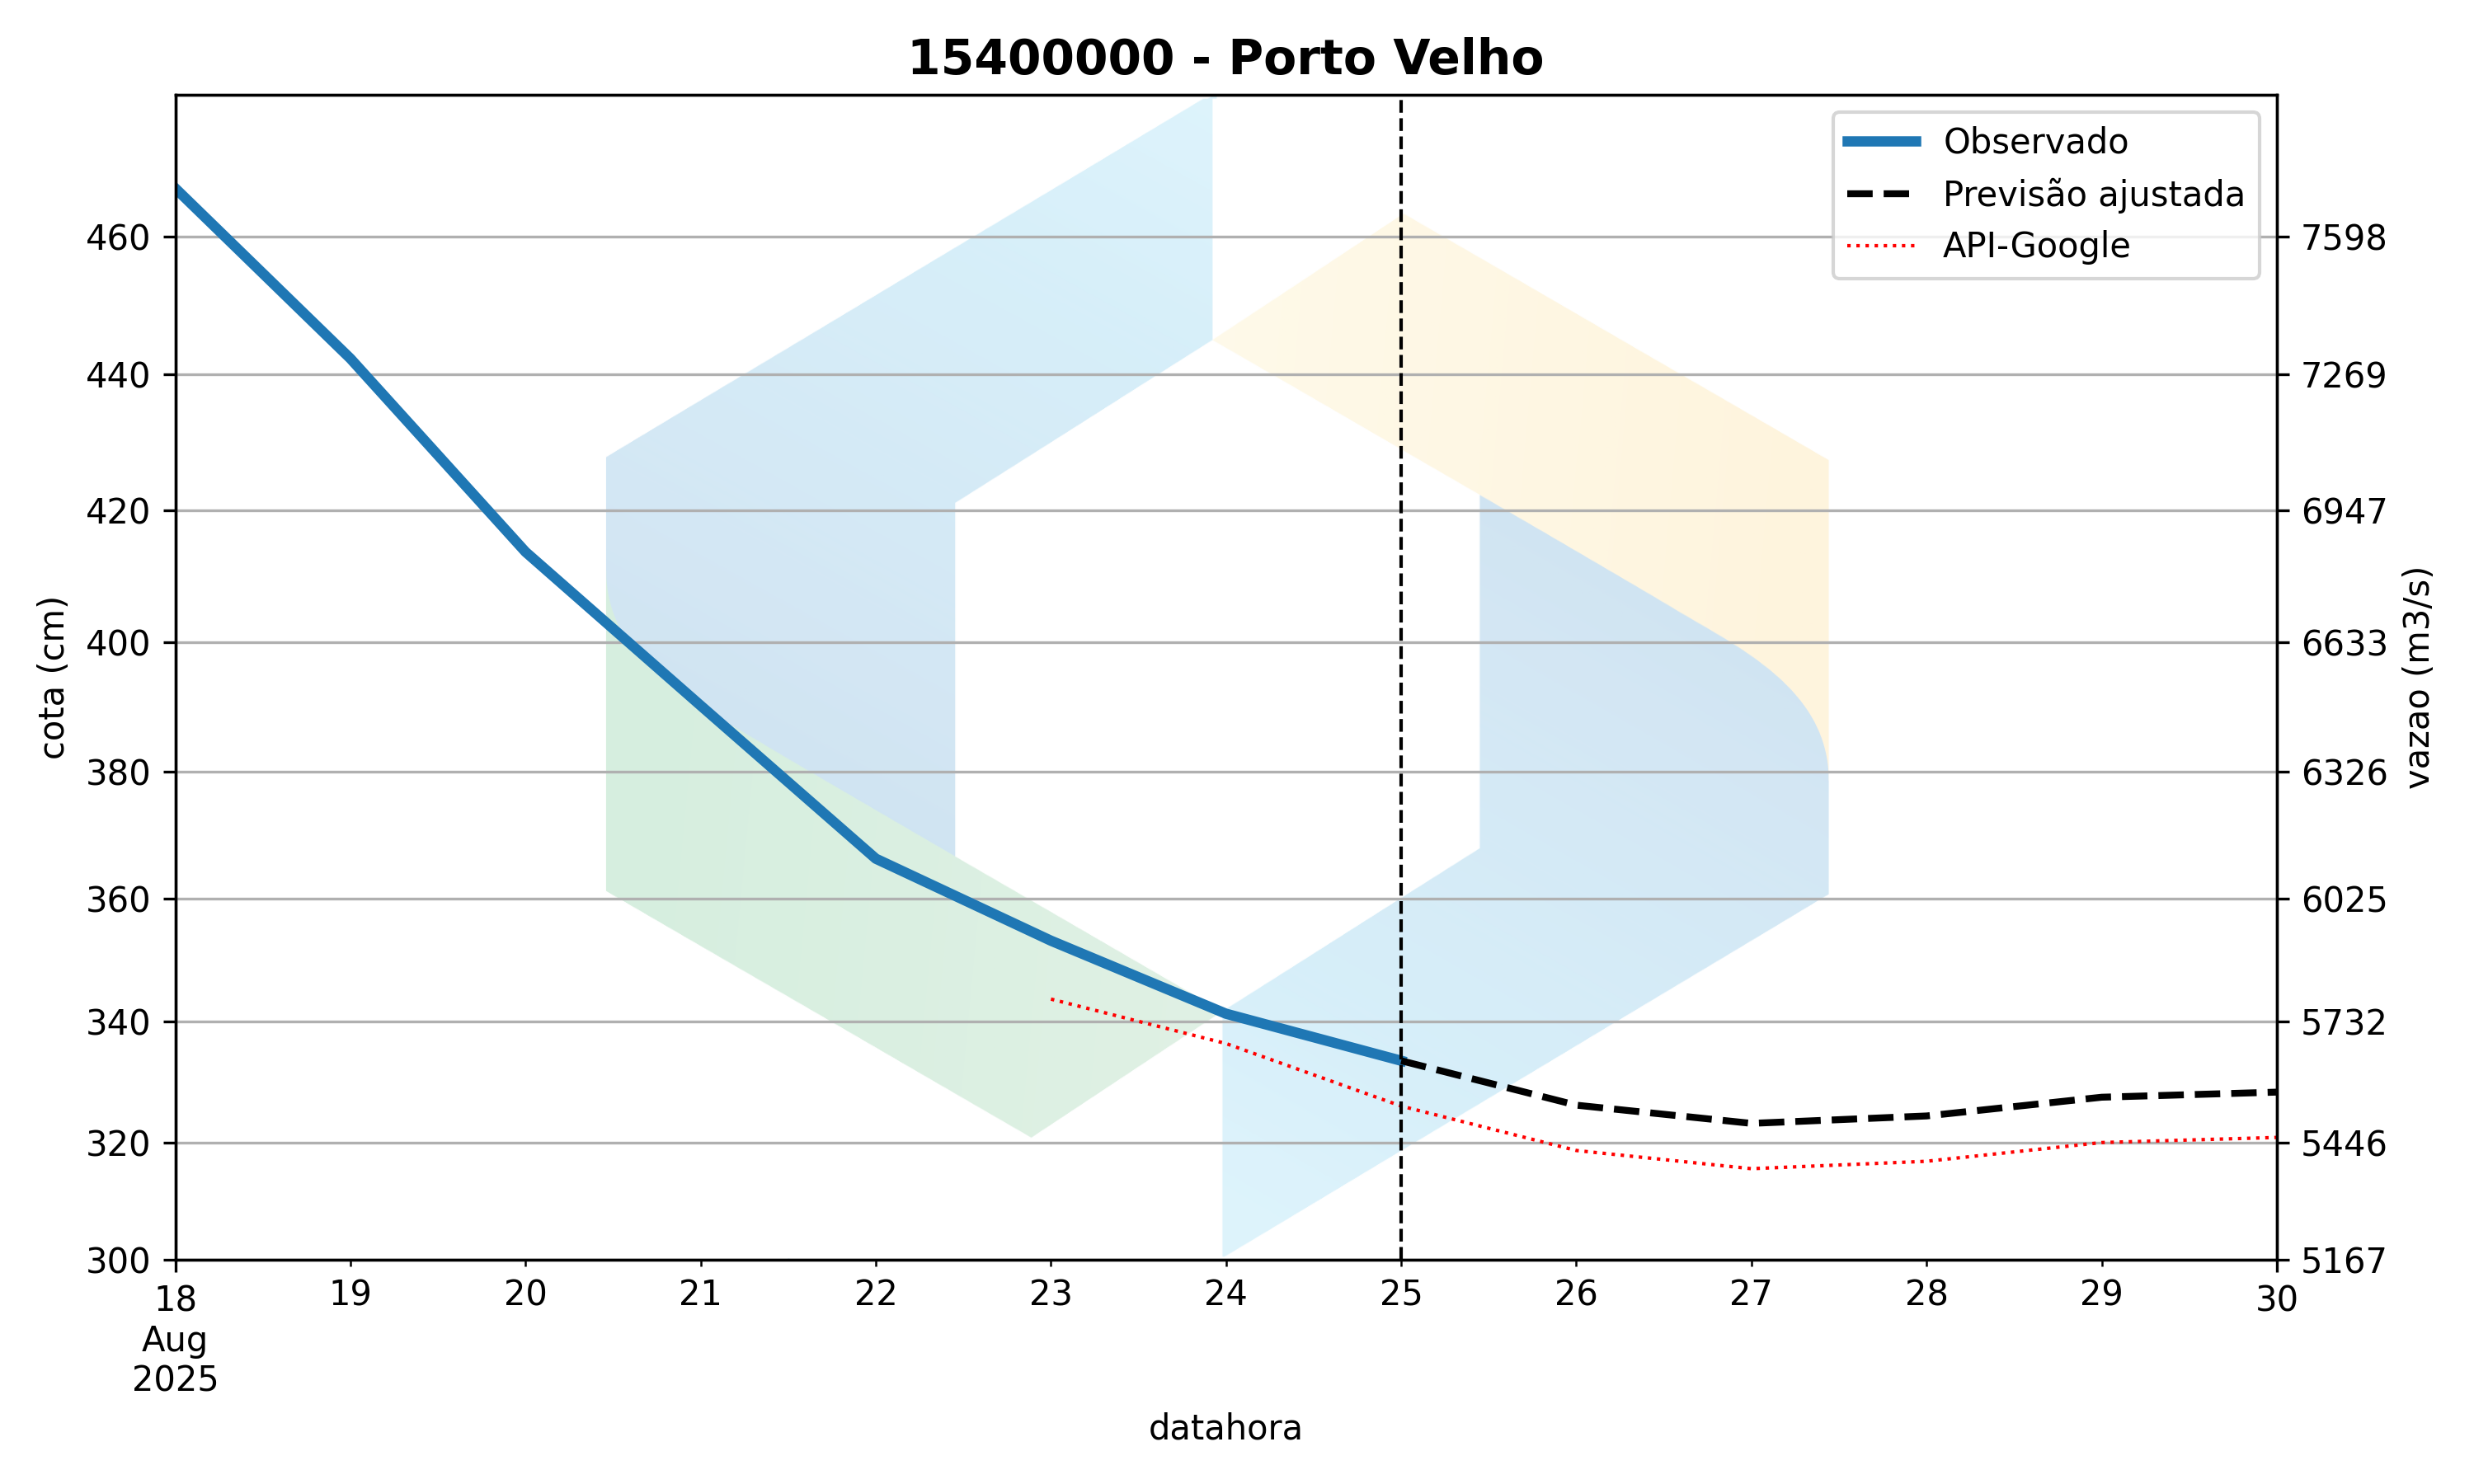 15400000 - Porto Velho
Observado
Previsão ajustada
API-Google
460
440
420
400
380
360
340
320
300
cota (cm)
7598
7269
6947
6633
6326
6025
5732
5446
5167
vazao (m3/s)
18 19 20 21 22 23 24 25 26 27 28 29 30
Aug
2025
datahora